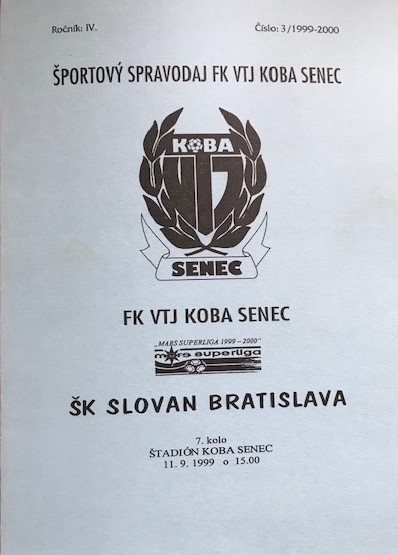 Ročník: IV.
Číslo: 3/1999-2000
ŠPORTOVÝ SPRAVODAJ FK VTJ KOBA SENEC
KOBA
VTJ
SENEC
FK VTJ KOBA SENEC
„MARS SUPERLIGA 1999 – 2000"
mars superliga
ŠK SLOVAN BRATISLAVA
7. kolo
ŠTADIÓN KOBA SENEC
11. 9. 1999 o 15.00